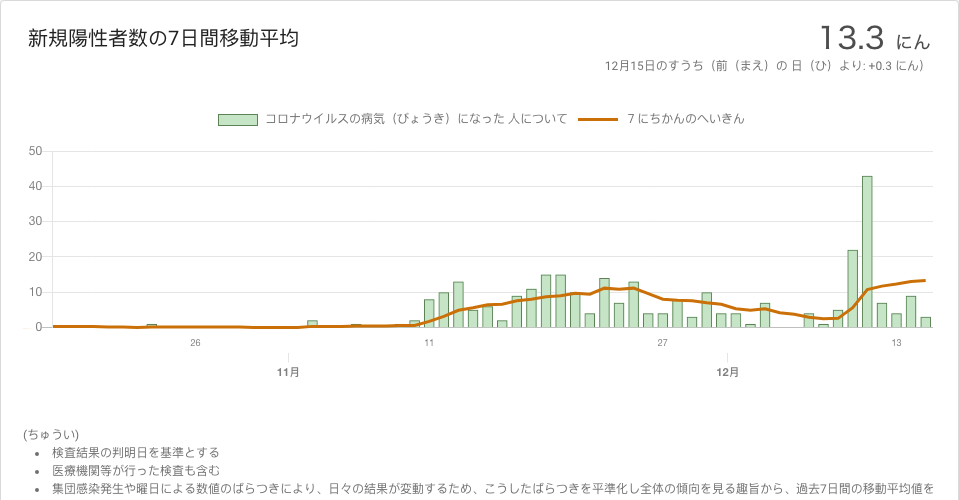 新規陽性者数の7日間移動平均
13.3 にん
12月15日のすうち（前（まえ）の 日（ひ）より: +0.3 にん）
コロナウイルスの病気（びょうき）になった 人について
7 にちかんのへいきん
50
40
30
20
10
0
26
11
27
13
11月
12月
(ちゅうい)
• 検査結果の判明日を基準とする
• 医療機関等が行った検査も含む
• 集団感染発生や曜日による数値のばらつきにより、日々の結果が変動するため、こうしたばらつきを平準化し全体の傾向を見る趣旨から、過去7日間の移動平均値を